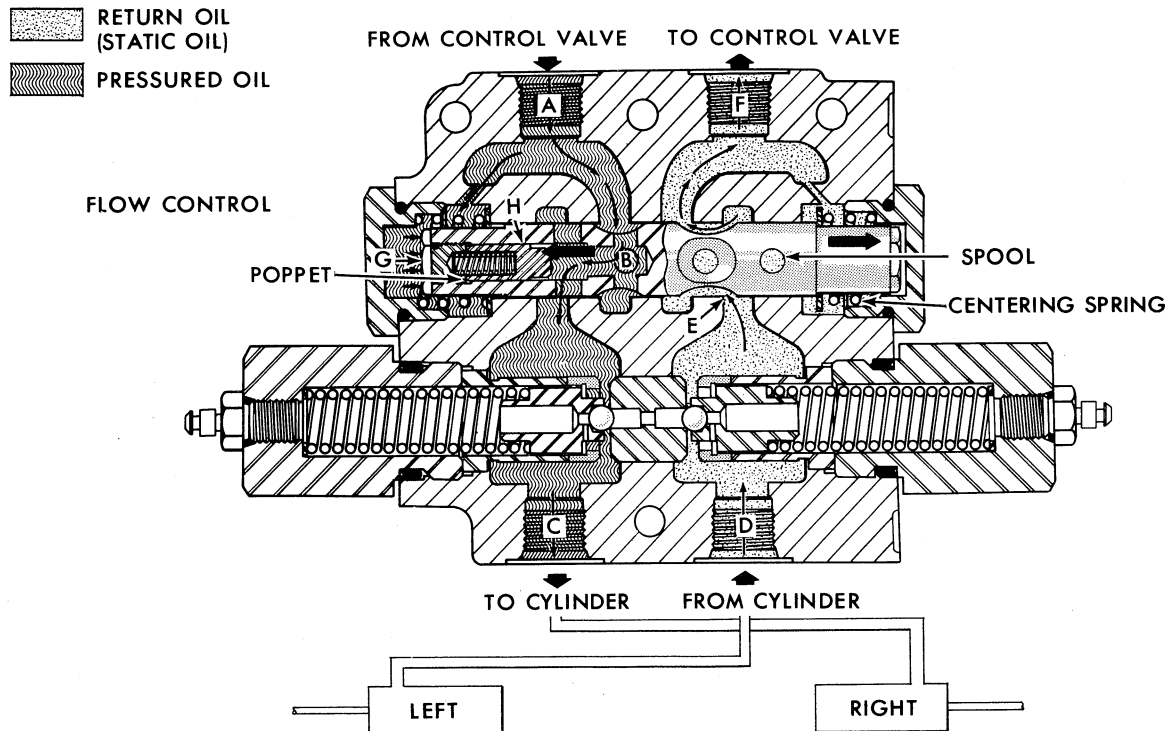 RETURN OIL
(STATIC OIL)
PRESSURED OIL
FROM CONTROL VALVE
TO CONTROL VALVE
A
F
FLOW CONTROL
H
G
B
POPPET
SPOOL
CENTERING SPRING
E
C
D
TO CYLINDER
FROM CYLINDER
LEFT
RIGHT